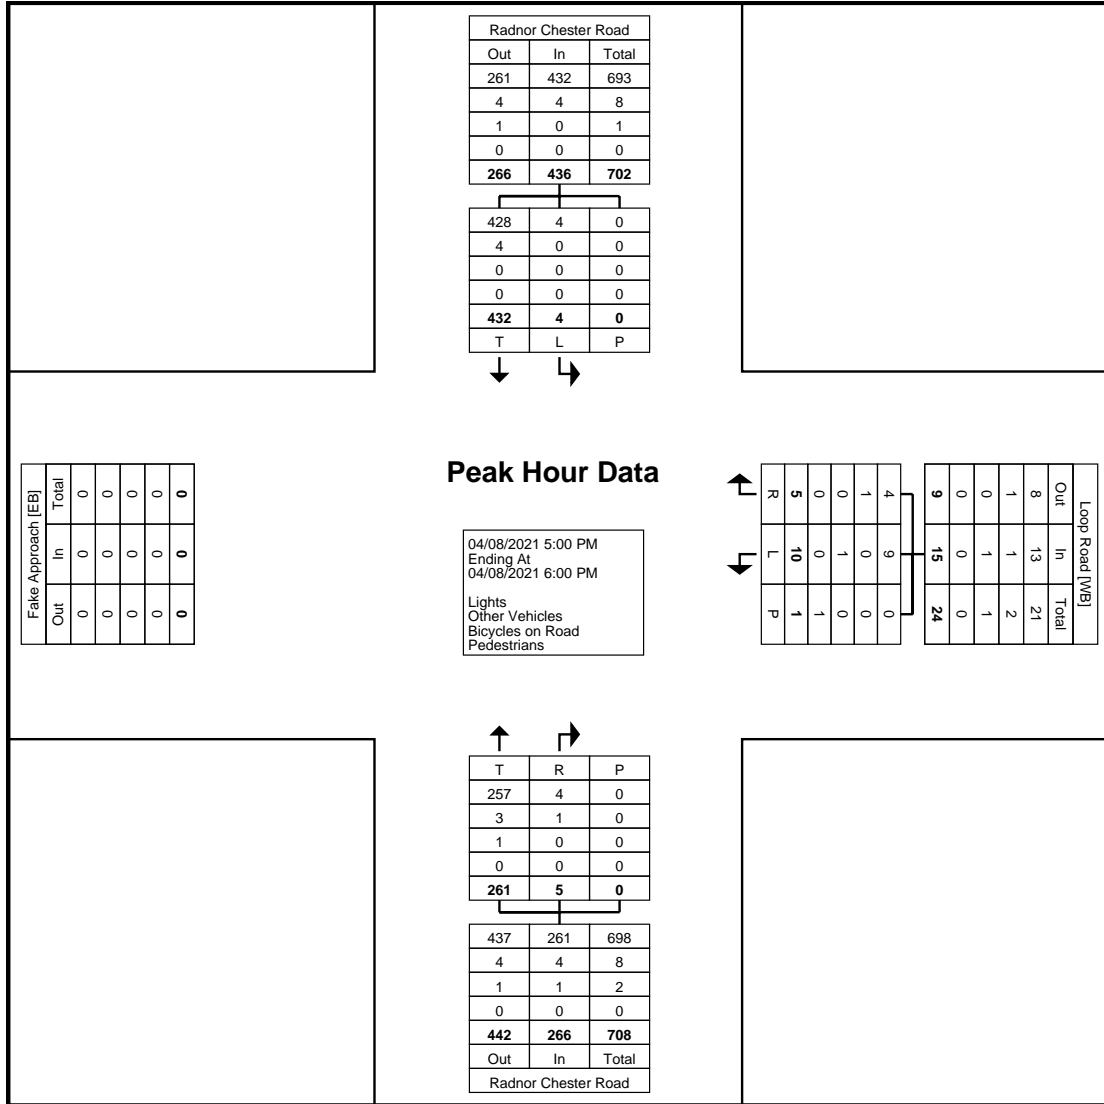 Radnor Chester Road
Out In Total
261 432 693
4 4 8
1 0 1
0 0 0
266 436 702
428 4 0
4 0 0
0 0 0
0 0 0
432 4 0
T L P
Fake Approach [EB]
Total In Out
0 0 0
0 0 0
0 0 0
0 0 0
0 0 0
Peak Hour Data
04/08/2021 5:00 PM
Ending At
04/08/2021 6:00 PM
Lights
Other Vehicles
Bicycles on Road
Pedestrians
Loop Road [WB]
Out In Total
8 13 21
1 1 2
0 1 1
0 0 0
9 15 24
4 9 0
1 0 0
0 1 0
0 0 1
5 10 1
R L P
T R P
257 4 0
3 1 0
1 0 0
0 0 0
261 5 0
437 261 698
4 4 8
1 1 2
0 0 0
442 266 708
Out In Total
Radnor Chester Road